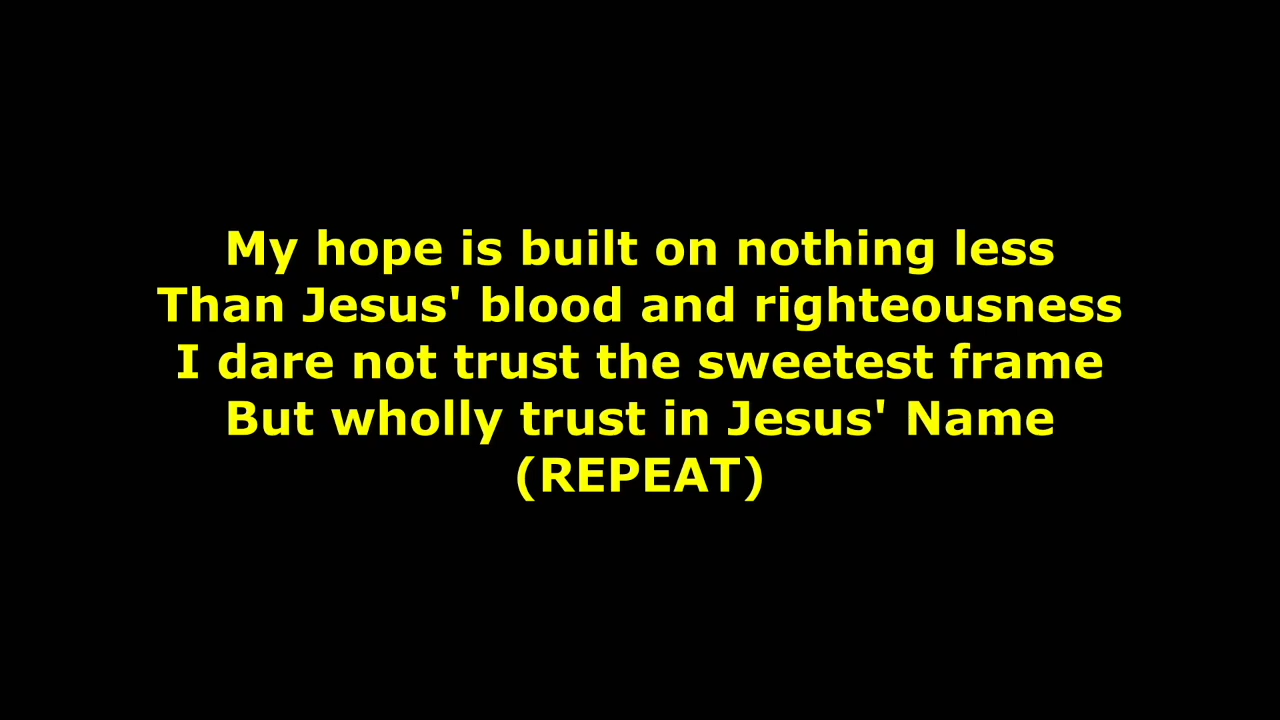 My hope is built on nothing less
Than Jesus' blood and righteousness
I dare not trust the sweetest frame
But wholly trust in Jesus' Name
(REPEAT)